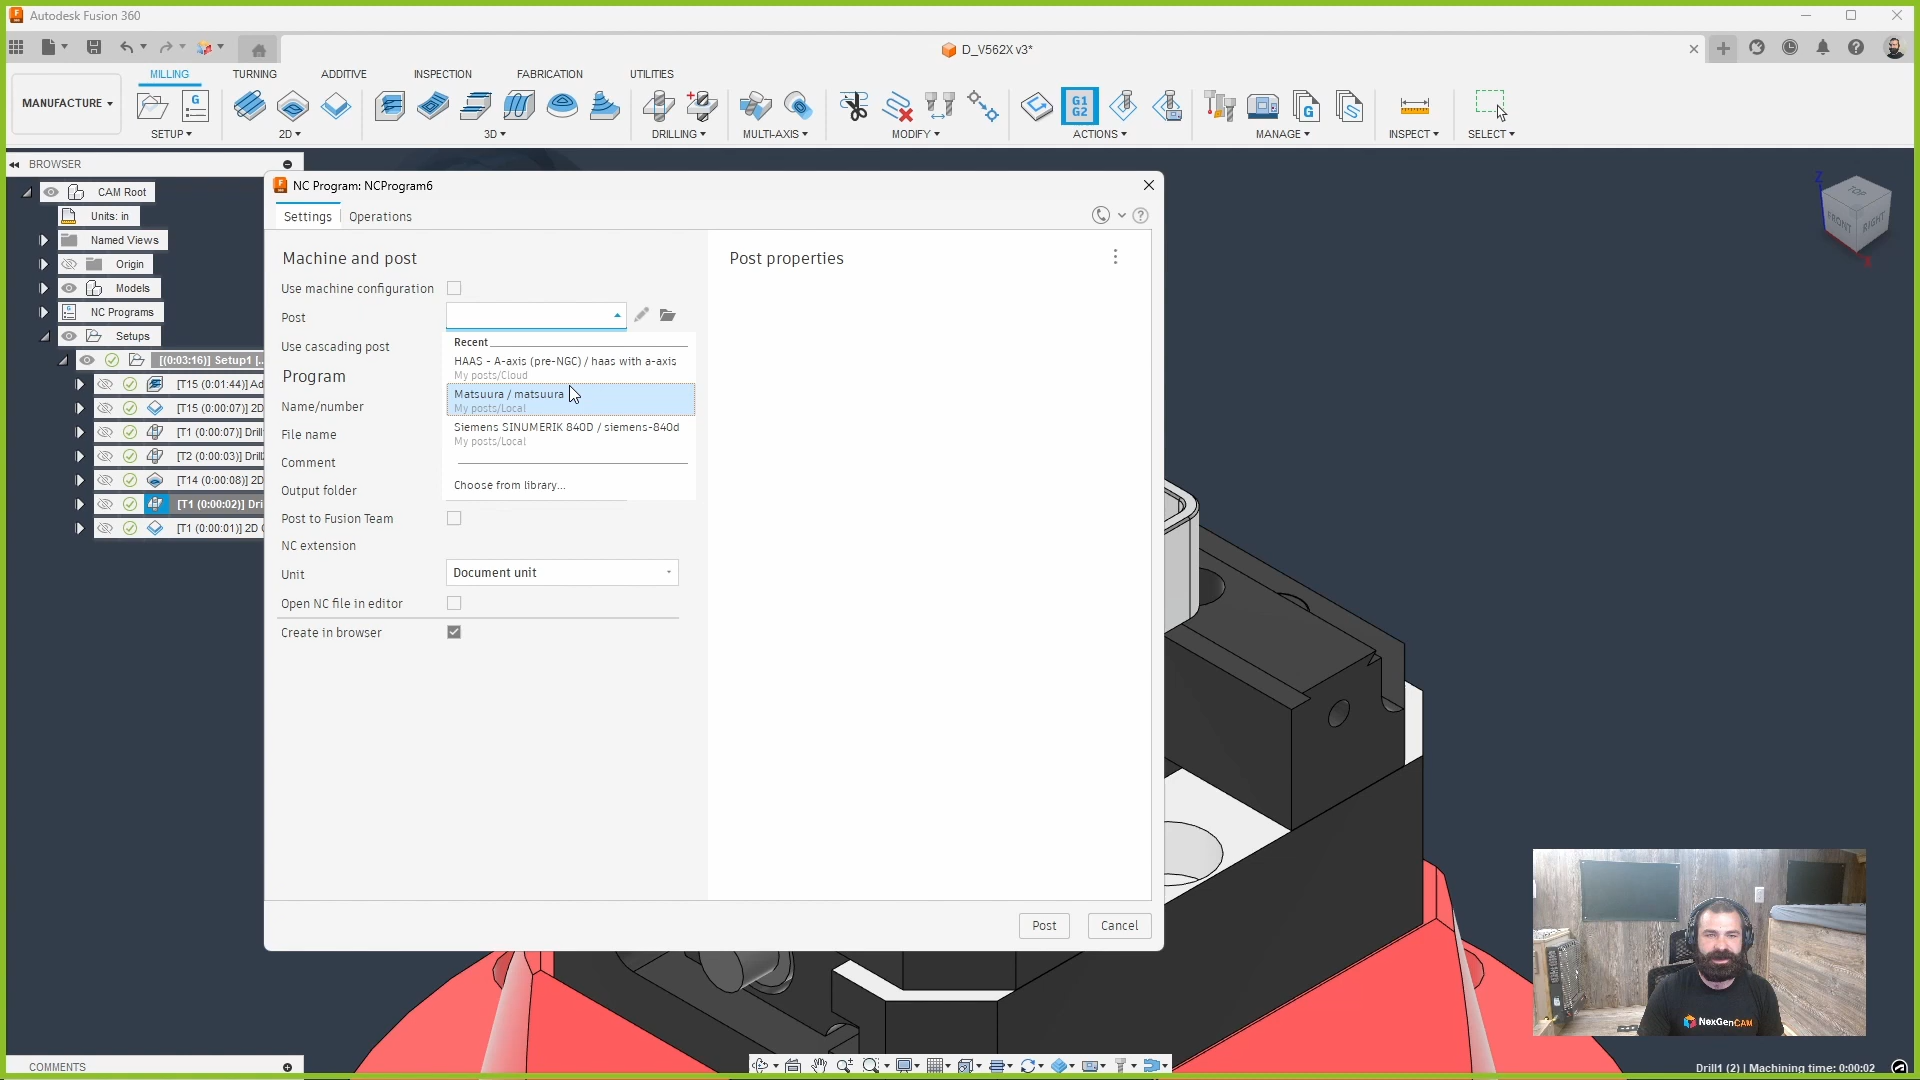 Autodesk Fusion 360
D_V562X v3*
MILLING
TURNING
ADDITIVE
INSPECTION
FABRICATION
UTILITIES
MANUFACTURE
G
G1
G2
G
SETUP
2D
3D
DRILLING
MULTI-AXIS
MODIFY
ACTIONS
MANAGE
INSPECT
SELECT
BROWSER
CAM Root
Units: in
Named Views
Origin
Models
NC Programs
Setups
[(0:03:16)] Setup1 |...
[T15 (0:01:44)] Ad
[T15 (0:00:07)] 2D
[T1 (0:00:07)] Drill
[T2 (0:00:03)] Drill
[T14 (0:00:08)] 2D
[T1 (0:00:02)] Dri
[T1 (0:00:01)] 2D
NC Program: NCProgram6
Settings
Operations
Machine and post
Use machine configuration
Post
Recent
HAAS - A-axis (pre-NGC) / haas with a-axis
My posts/Cloud
Matsuura / matsuura
My posts/Local
Siemens SINUMERIK 840D / siemens-840d
My posts/Local
Choose from library...
Use cascading post
Program
Name/number
File name
Comment
Output folder
Post to Fusion Team
NC extension
Unit
Document unit
Open NC file in editor
Create in browser
Post properties
Post
Cancel
Z
TOP
FRONT
RIGHT
X
NexGenCAM
COMMENTS
Drill1 (2) | Machining time: 0:00:02